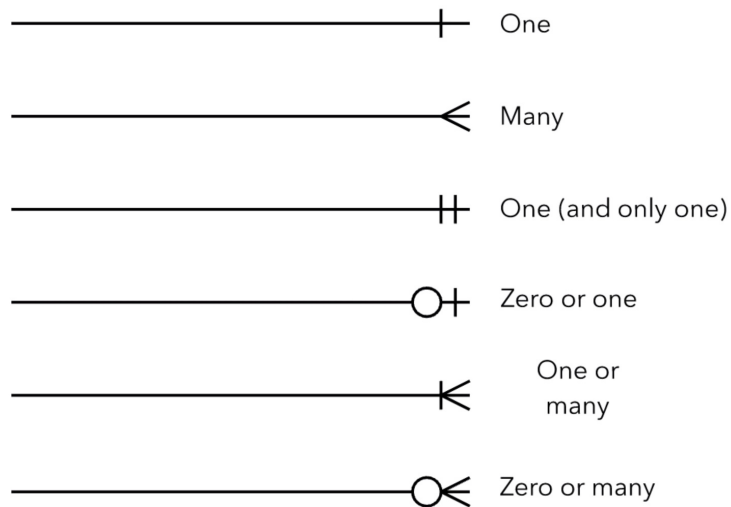 One
Many
One (and only one)
Zero or one
One or
many
Zero or many